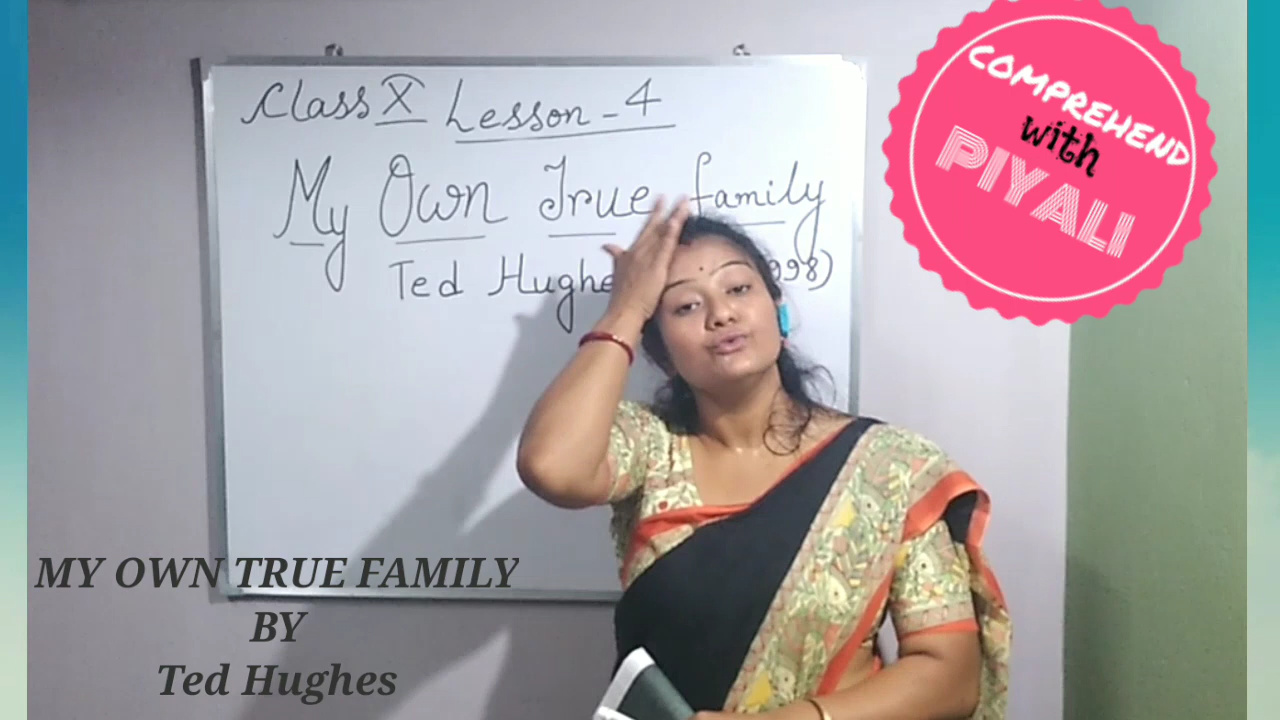 Class X Lesson - 4
My Own True family
Ted Hughe 998)
COMPREHEND
with
PIYALI
MY OWN TRUE FAMILY
BY
Ted Hughes